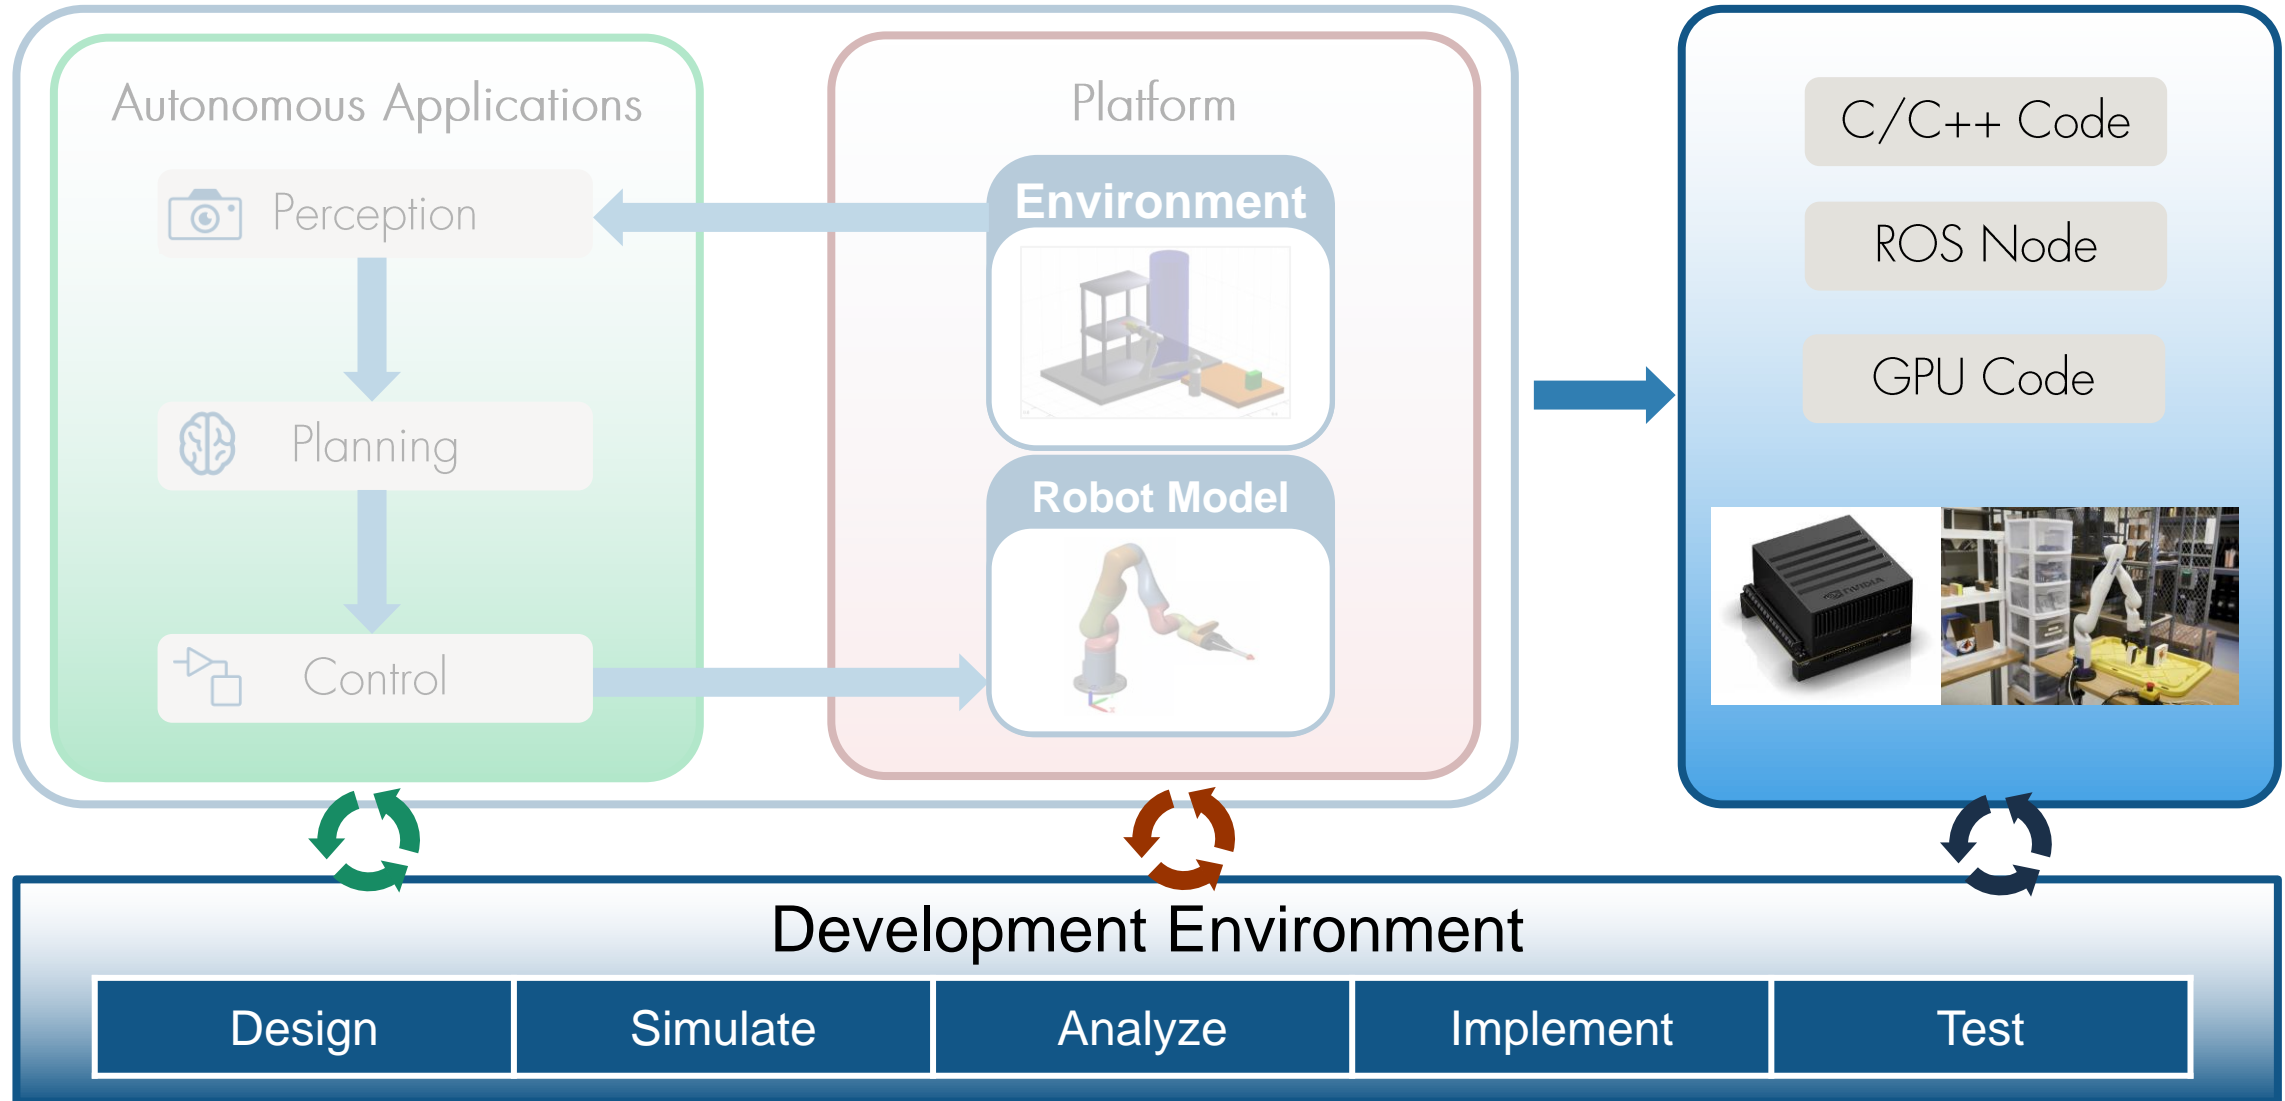 Autonomous Applications
Perception
Planning
Control
Platform
Environment
Robot Model
C/C++ Code
ROS Node
GPU Code
NVIDIA
Development Environment
Design
Simulate
Analyze
Implement
Test